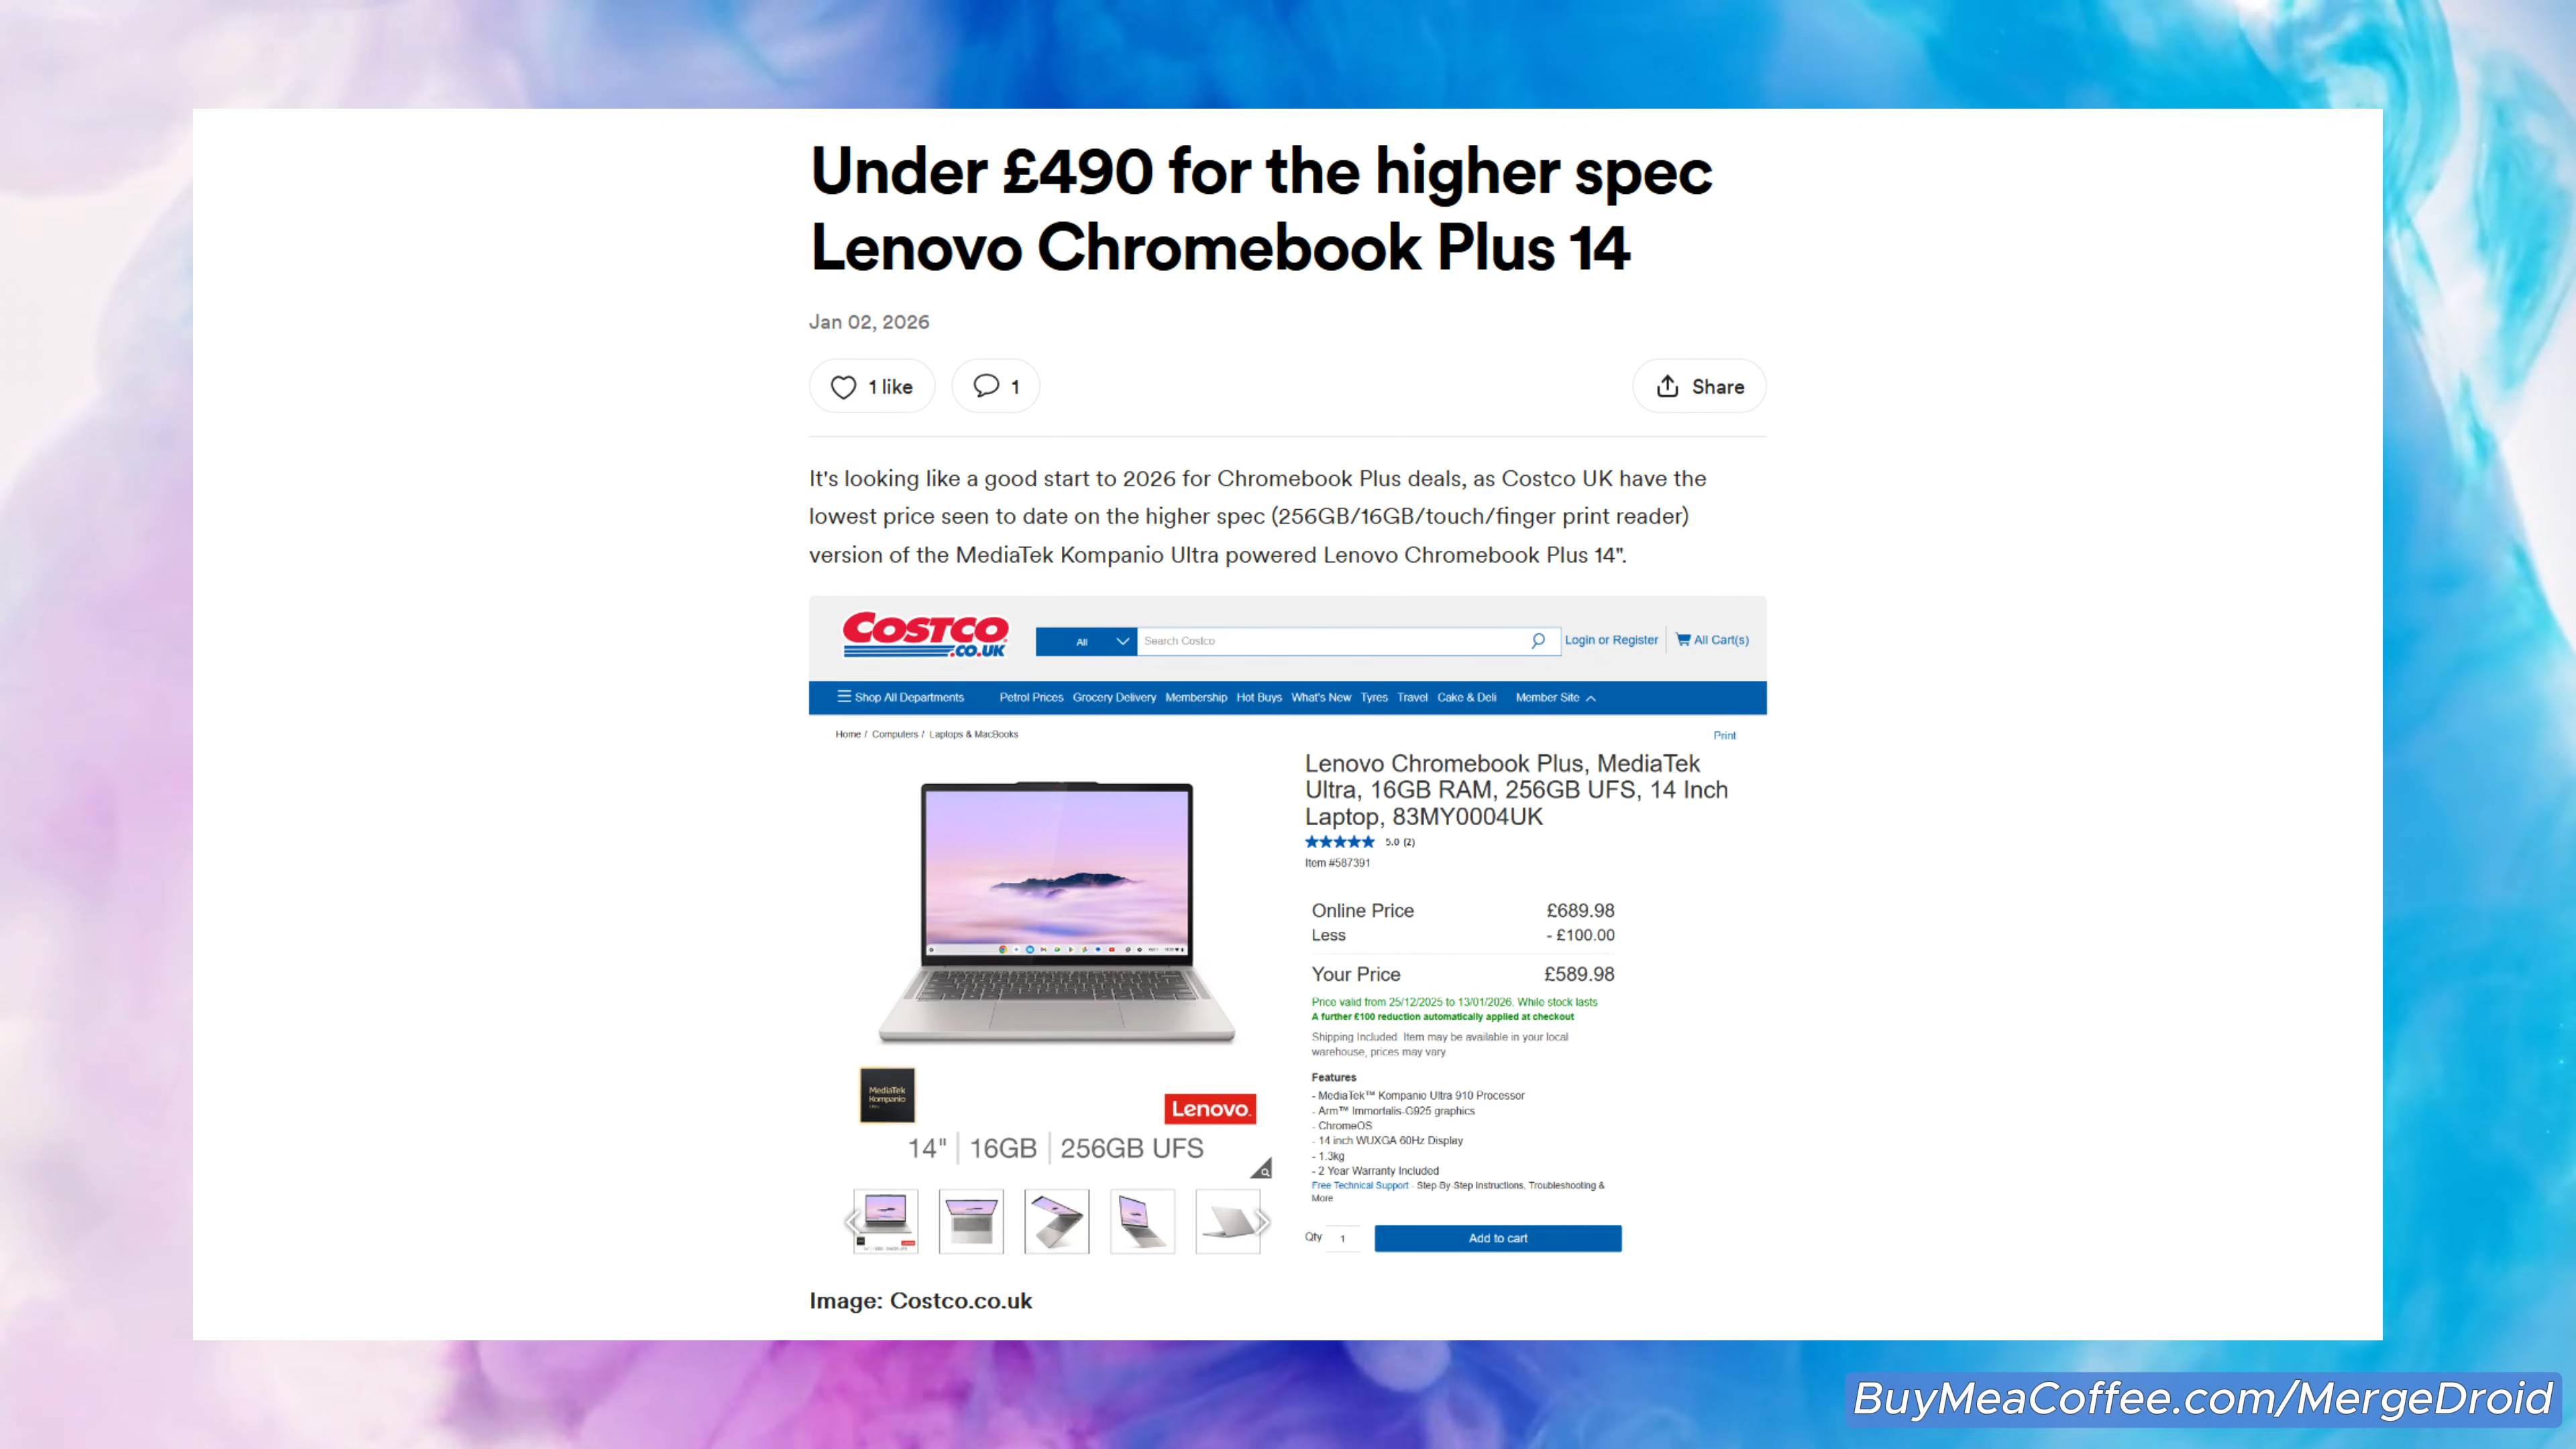 Under £490 for the higher spec
Lenovo Chromebook Plus 14
Jan 02, 2026
1 like
1
Share
It's looking like a good start to 2026 for Chromebook Plus deals, as Costco UK have the
lowest price seen to date on the higher spec (256GB/16GB/touch/finger print reader)
version of the MediaTek Kompanio Ultra powered Lenovo Chromebook Plus 14".
COSTCO
.CO.UK
All
Search Costco
Login or Register
All Cart(s)
Shop All Departments
Petrol Prices Grocery Delivery Membership Hot Buys What's New Tyres Travel Cake & Deli Member Site
Home / Computers / Laptops & MacBooks
Print
Lenovo Chromebook Plus, MediaTek
Ultra, 16GB RAM, 256GB UFS, 14 Inch
Laptop, 83MY0004UK
5.0 (2)
Item #587391
Online Price £689.98
Less - £100.00
Your Price £589.98
Price valid from 25/12/2025 to 13/01/2026. While stock lasts
A further £100 reduction automatically applied at checkout
Shipping Included. Item may be available in your local
warehouse, prices may vary
Features
- MediaTek™ Kompanio Ultra 910 Processor
- Arm™ Immortalis-G925 graphics
- ChromeOS
- 14 inch WUXGA 60Hz Display
- 1.3kg
- 2 Year Warranty Included
Free Technical Support - Step-By-Step Instructions, Troubleshooting &
More
Qty 1
Add to cart
MediaTek
Kompanio
Lenovo
14" | 16GB | 256GB UFS
Image: Costco.co.uk
BuyMeaCoffee.com/MergeDroid